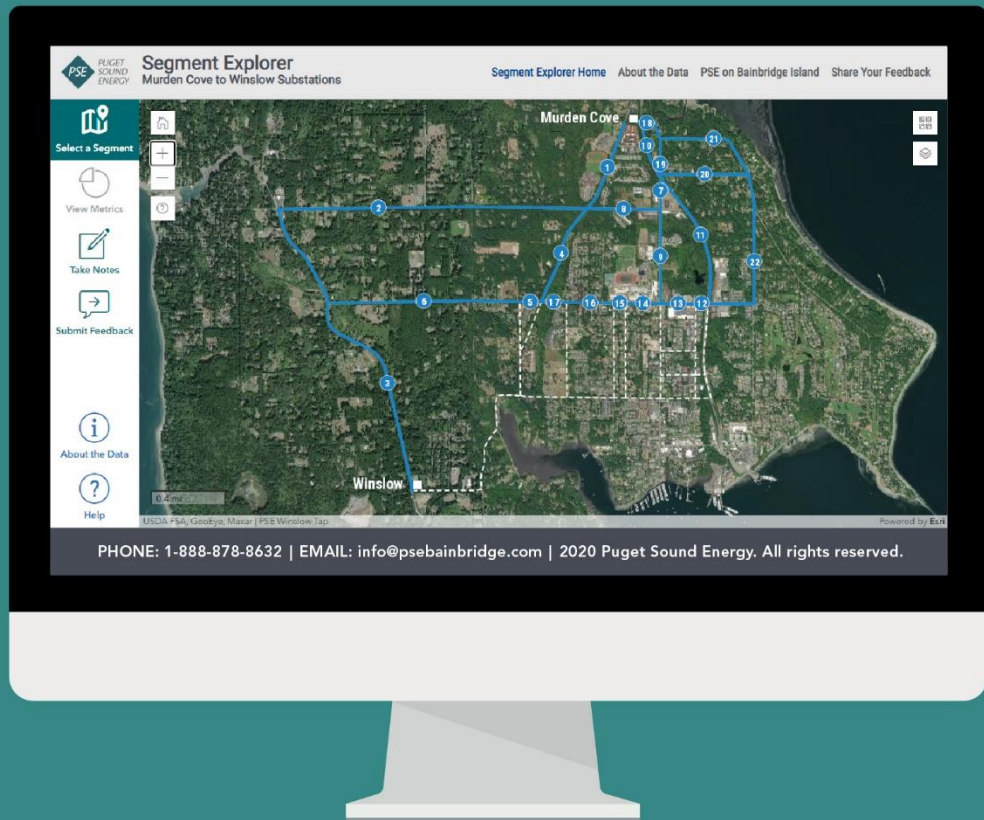 PSE
PUGET
SOUND
ENERGY
Segment Explorer
Murden Cove to Winslow Substations
Segment Explorer Home About the Data PSE on Bainbridge Island Share Your Feedback
Select a Segment
View Metrics
Take Notes
Submit Feedback
About the Data
Help
Murden Cove
18
10
21
1
19
20
7
2
8
11
4
9
22
6
5
17
16
15
14
13
12
3
Winslow
0.4 mi
USDA FSA, GeoEye, Maxar | PSE Winslow Tap
Powered by Esri
PHONE: 1-888-878-8632 | EMAIL: info@psebainbridge.com | 2020 Puget Sound Energy. All rights reserved.